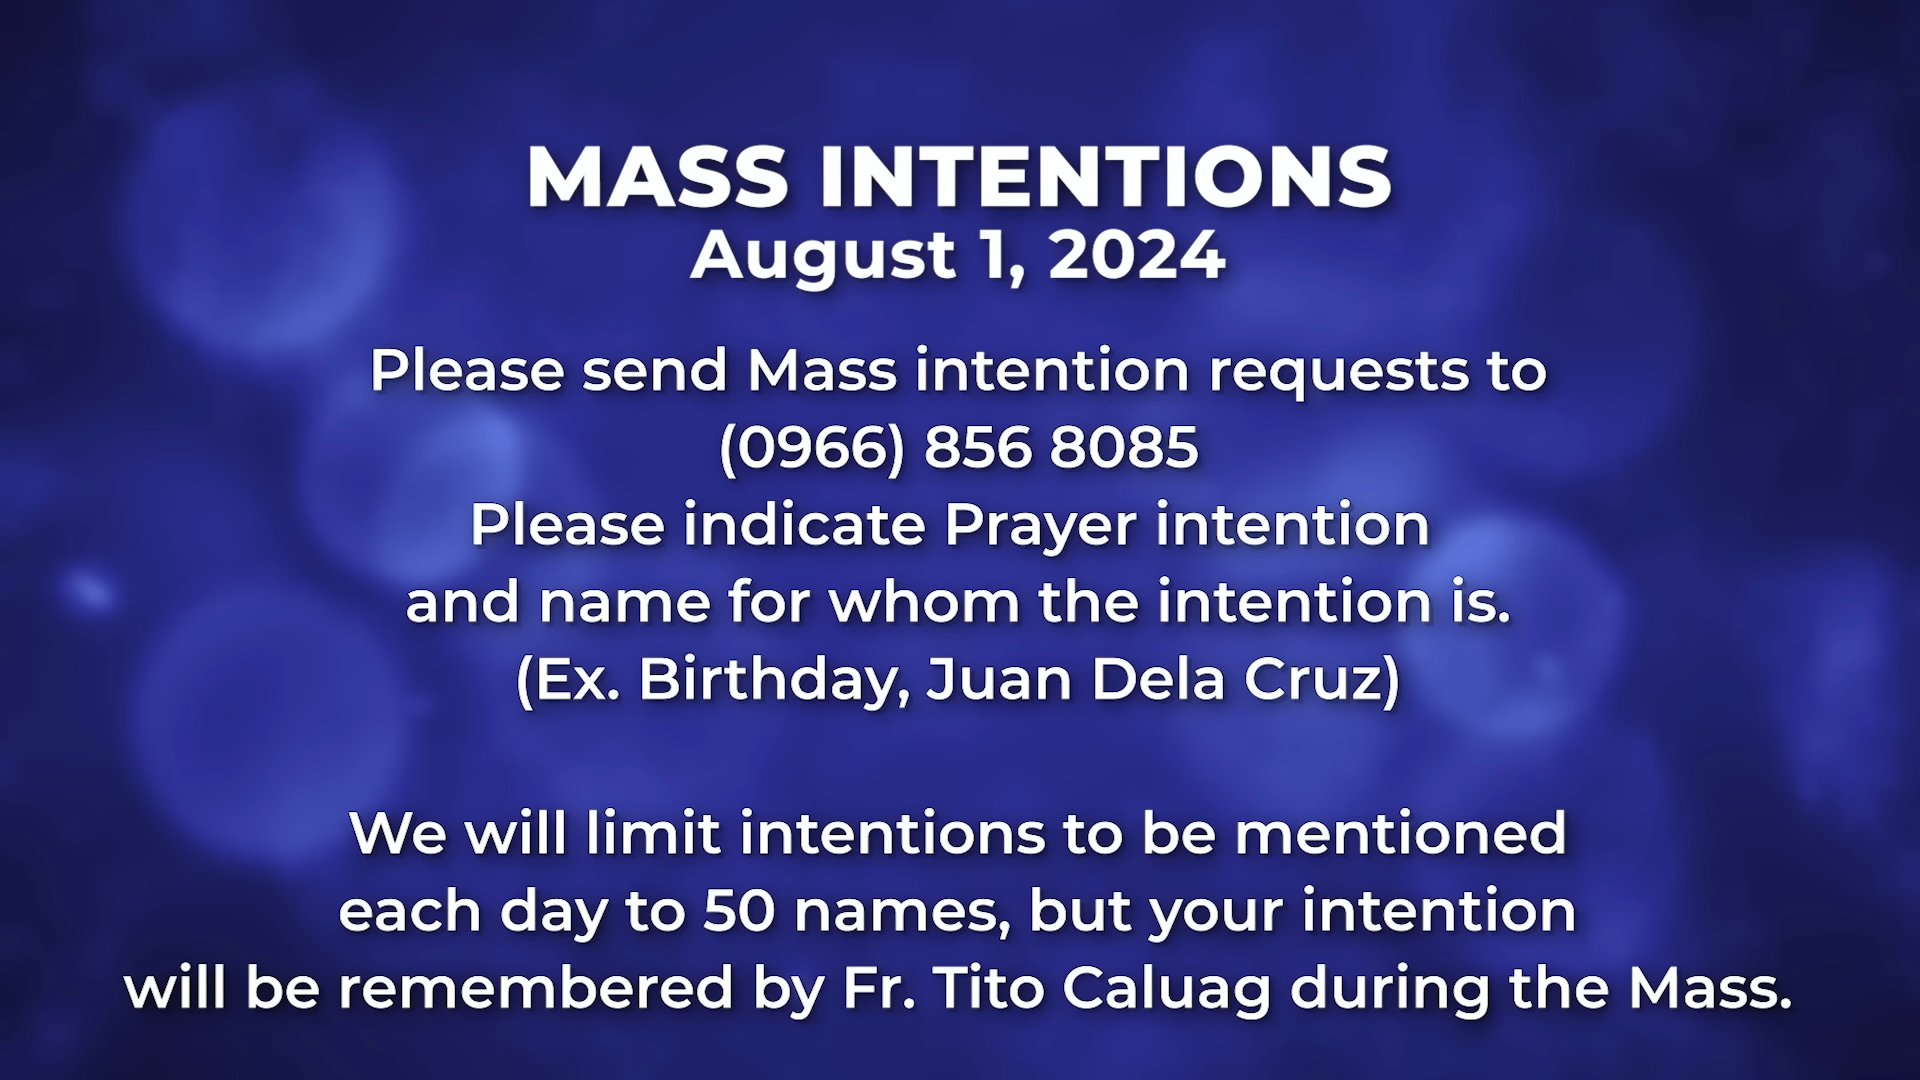 MASS INTENTIONS
August 1, 2024
Please send Mass intention requests to
(0966) 856 8085
Please indicate Prayer intention
and name for whom the intention is.
(Ex. Birthday, Juan Dela Cruz)
We will limit intentions to be mentioned
each day to 50 names, but your intention
will be remembered by Fr. Tito Caluag during the Mass.